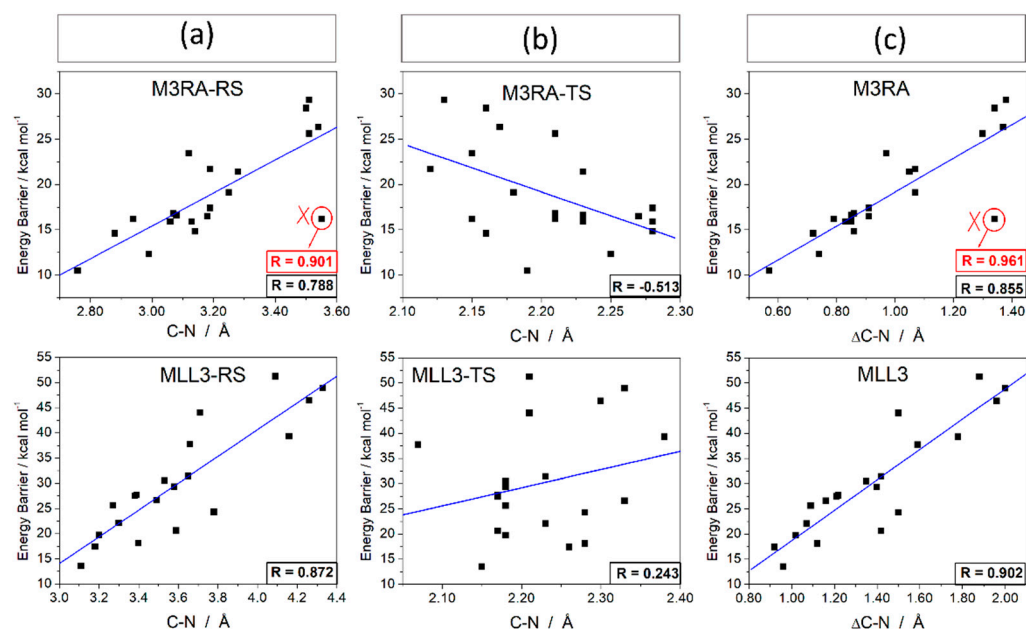 (a)
(b)
(c)
M3RA-RS
Energy Barrier / kcal mol⁻¹
30
25
20
15
10
X
R = 0.901
R = 0.788
2.80 3.00 3.20 3.40 3.60
C-N / Å
M3RA-TS
Energy Barrier / kcal mol⁻¹
30
25
20
15
10
R = -0.513
2.10 2.15 2.20 2.25 2.30
C-N / Å
M3RA
Energy Barrier / kcal mol⁻¹
30
25
20
15
10
X
R = 0.961
R = 0.855
0.60 0.80 1.00 1.20 1.40
ΔC-N / Å
MLL3-RS
Energy Barrier / kcal mol⁻¹
55
50
45
40
35
30
25
20
15
10
R = 0.872
3.0 3.2 3.4 3.6 3.8 4.0 4.2 4.4
C-N / Å
MLL3-TS
Energy Barrier / kcal mol⁻¹
55
50
45
40
35
30
25
20
15
10
R = 0.243
2.10 2.20 2.30 2.40
C-N / Å
MLL3
Energy Barrier / kcal mol⁻¹
55
50
45
40
35
30
25
20
15
10
R = 0.902
1.00 1.20 1.40 1.60 1.80 2.00
ΔC-N / Å